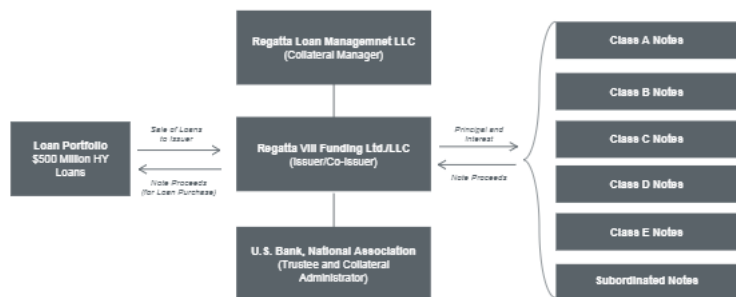 Regatta Loan Managemnet LLC
(Collateral Manager)
Class A Notes
Class B Notes
Loan Portfolio
$500 Million HY
Loans
Sale of Loans
to Issuer
Note Proceeds
(for Loan Purchase)
Regatta VIII Funding Ltd./LLC
(Issuer/Co-Issuer)
Principal and
Interest
Note Proceeds
Class C Notes
Class D Notes
U.S. Bank, National Association
(Trustee and Collateral
Administrator)
Class E Notes
Subordinated Notes